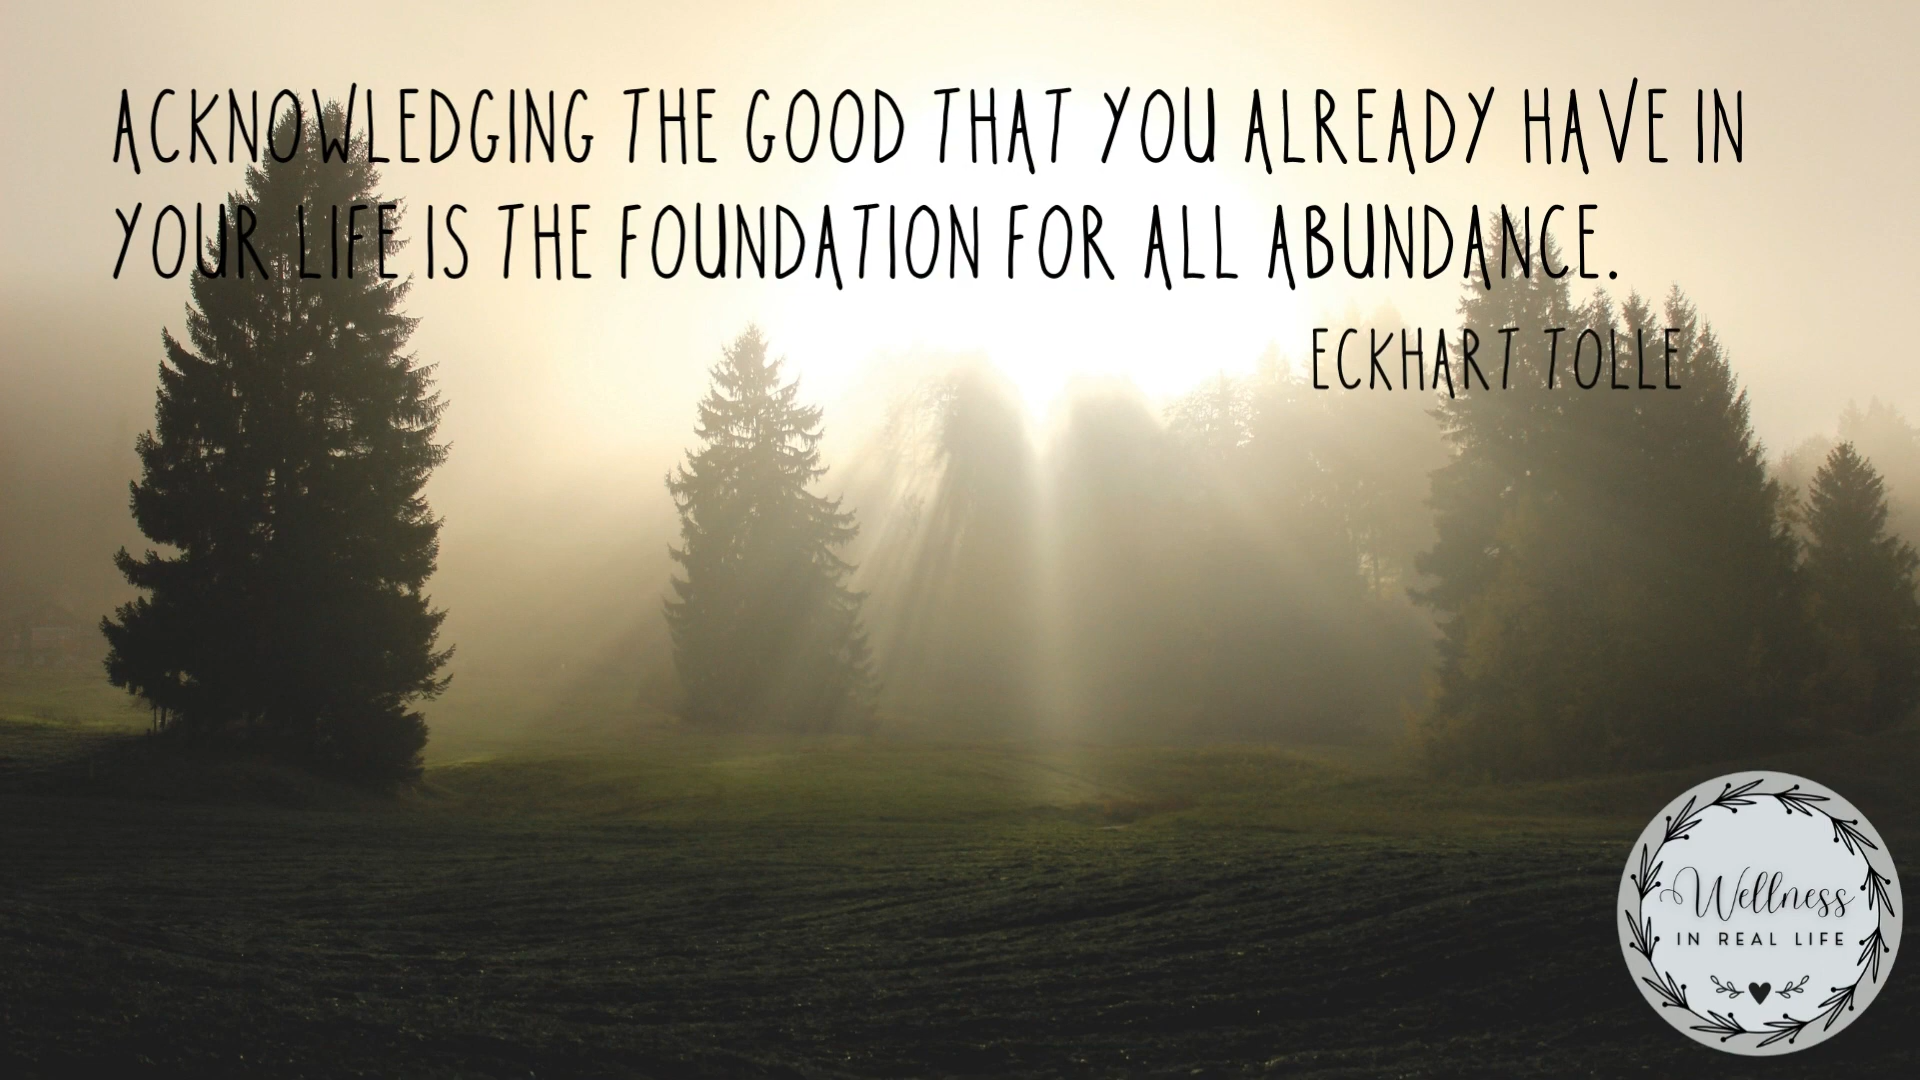 ACKNOWLEDGING THE GOOD THAT YOU ALREADY HAVE IN
YOUR LIFE IS THE FOUNDATION FOR ALL ABUNDANCE.
ECKHART TOLLE
Wellness
IN REAL LIFE